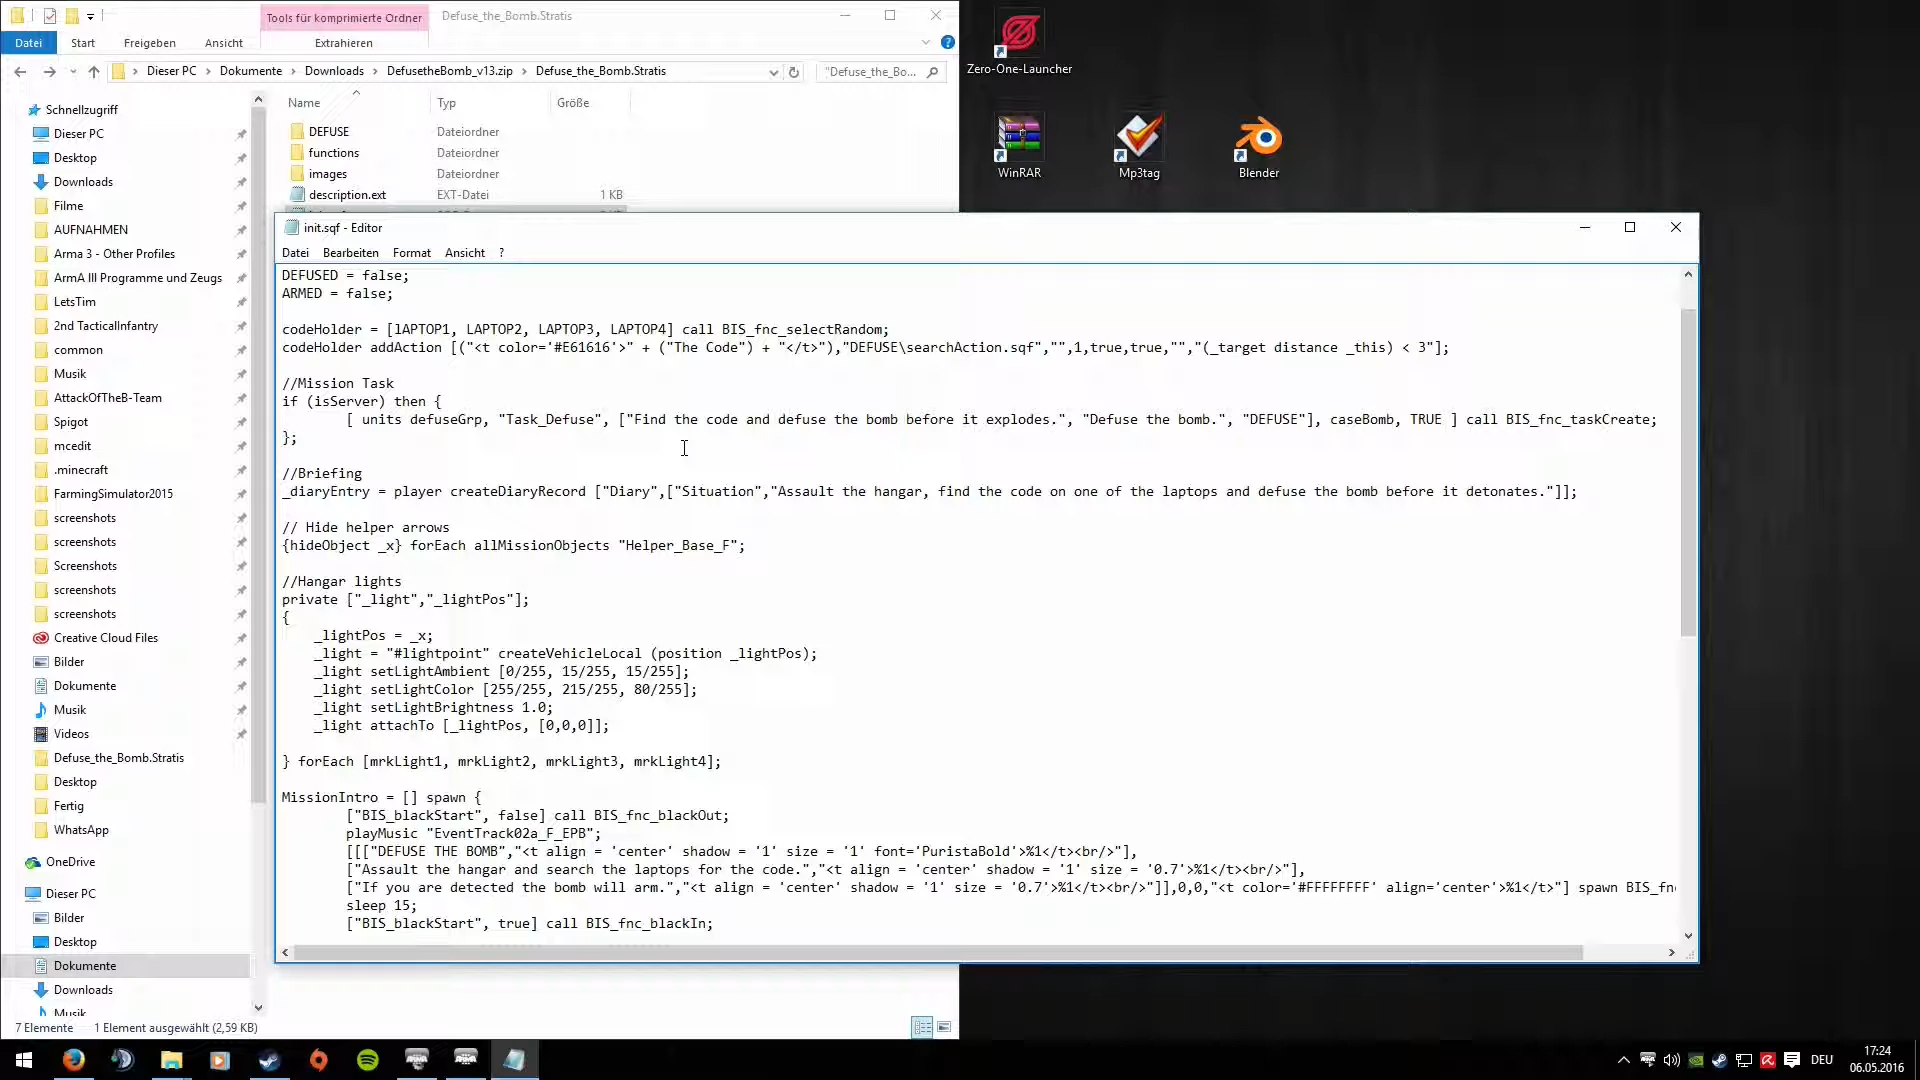 Tools für komprimierte Ordner
Defuse_the_Bomb.Stratis
Datei
Start
Freigeben
Ansicht
Extrahieren
Dieser PC
Dokumente
Downloads
DefusetheBomb_v13.zip
Defuse_the_Bomb.Stratis
"Defuse_the_Bo...
Name
Typ
Größe
DEFUSE Dateiordner
functions Dateiordner
images Dateiordner
description.ext EXT-Datei 1 KB
Schnellzugriff
Dieser PC
Desktop
Downloads
Filme
AUFNAHMEN
Arma 3 - Other Profiles
ArmA III Programme und Zeugs
LetsTim
2nd TacticalInfantry
common
Musik
AttackOfTheB-Team
Spigot
mcedit
.minecraft
FarmingSimulator2015
screenshots
screenshots
Screenshots
screenshots
screenshots
Creative Cloud Files
Bilder
Dokumente
Musik
Videos
Defuse_the_Bomb.Stratis
Desktop
Fertig
WhatsApp
OneDrive
Dieser PC
Bilder
Desktop
Dokumente
Downloads
Musik
7 Elemente
1 Element ausgewählt (2,59 KB)
Zero-One-Launcher
WinRAR
Mp3tag
Blender
init.sqf - Editor
Datei Bearbeiten Format Ansicht ?
DEFUSED = false;
ARMED = false;
codeHolder = [lAPTOP1, LAPTOP2, LAPTOP3, LAPTOP4] call BIS_fnc_selectRandom;
codeHolder addAction [("<t color='#E61616'>" + ("The Code") + "</t>"),"DEFUSE\searchAction.sqf","",1,true,true,"","(_target distance _this) < 3"];
//Mission Task
if (isServer) then {
[ units defuseGrp, "Task_Defuse", ["Find the code and defuse the bomb before it explodes.", "Defuse the bomb.", "DEFUSE"], caseBomb, TRUE ] call BIS_fnc_taskCreate;
};
//Briefing
_diaryEntry = player createDiaryRecord ["Diary",["Situation","Assault the hangar, find the code on one of the laptops and defuse the bomb before it detonates."]];
// Hide helper arrows
{hideObject _x} forEach allMissionObjects "Helper_Base_F";
//Hangar lights
private ["_light","_lightPos"];
{
_lightPos = _x;
_light = "#lightpoint" createVehicleLocal (position _lightPos);
_light setLightAmbient [0/255, 15/255, 15/255];
_light setLightColor [255/255, 215/255, 80/255];
_light setLightBrightness 1.0;
_light attachTo [_lightPos, [0,0,0]];
} forEach [mrkLight1, mrkLight2, mrkLight3, mrkLight4];
MissionIntro = [] spawn {
["BIS_blackStart", false] call BIS_fnc_blackOut;
playMusic "EventTrack02a_F_EPB";
[[["DEFUSE THE BOMB","<t align = 'center' shadow = '1' size = '1' font='PuristaBold'>%1</t><br/>"],
["Assault the hangar and search the laptops for the code.","<t align = 'center' shadow = '1' size = '0.7'>%1</t><br/>"],
["If you are detected the bomb will arm.","<t align = 'center' shadow = '1' size = '0.7'>%1</t><br/>"]],0,0,"<t color='#FFFFFFFF' align='center'>%1</t>"] spawn BIS_fn
sleep 15;
["BIS_blackStart", true] call BIS_fnc_blackIn;
DEU
17:24
06.05.2016